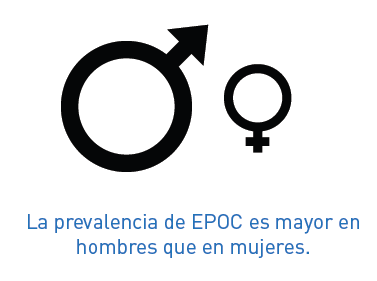 La prevalencia de EPOC es mayor en
hombres que en mujeres.